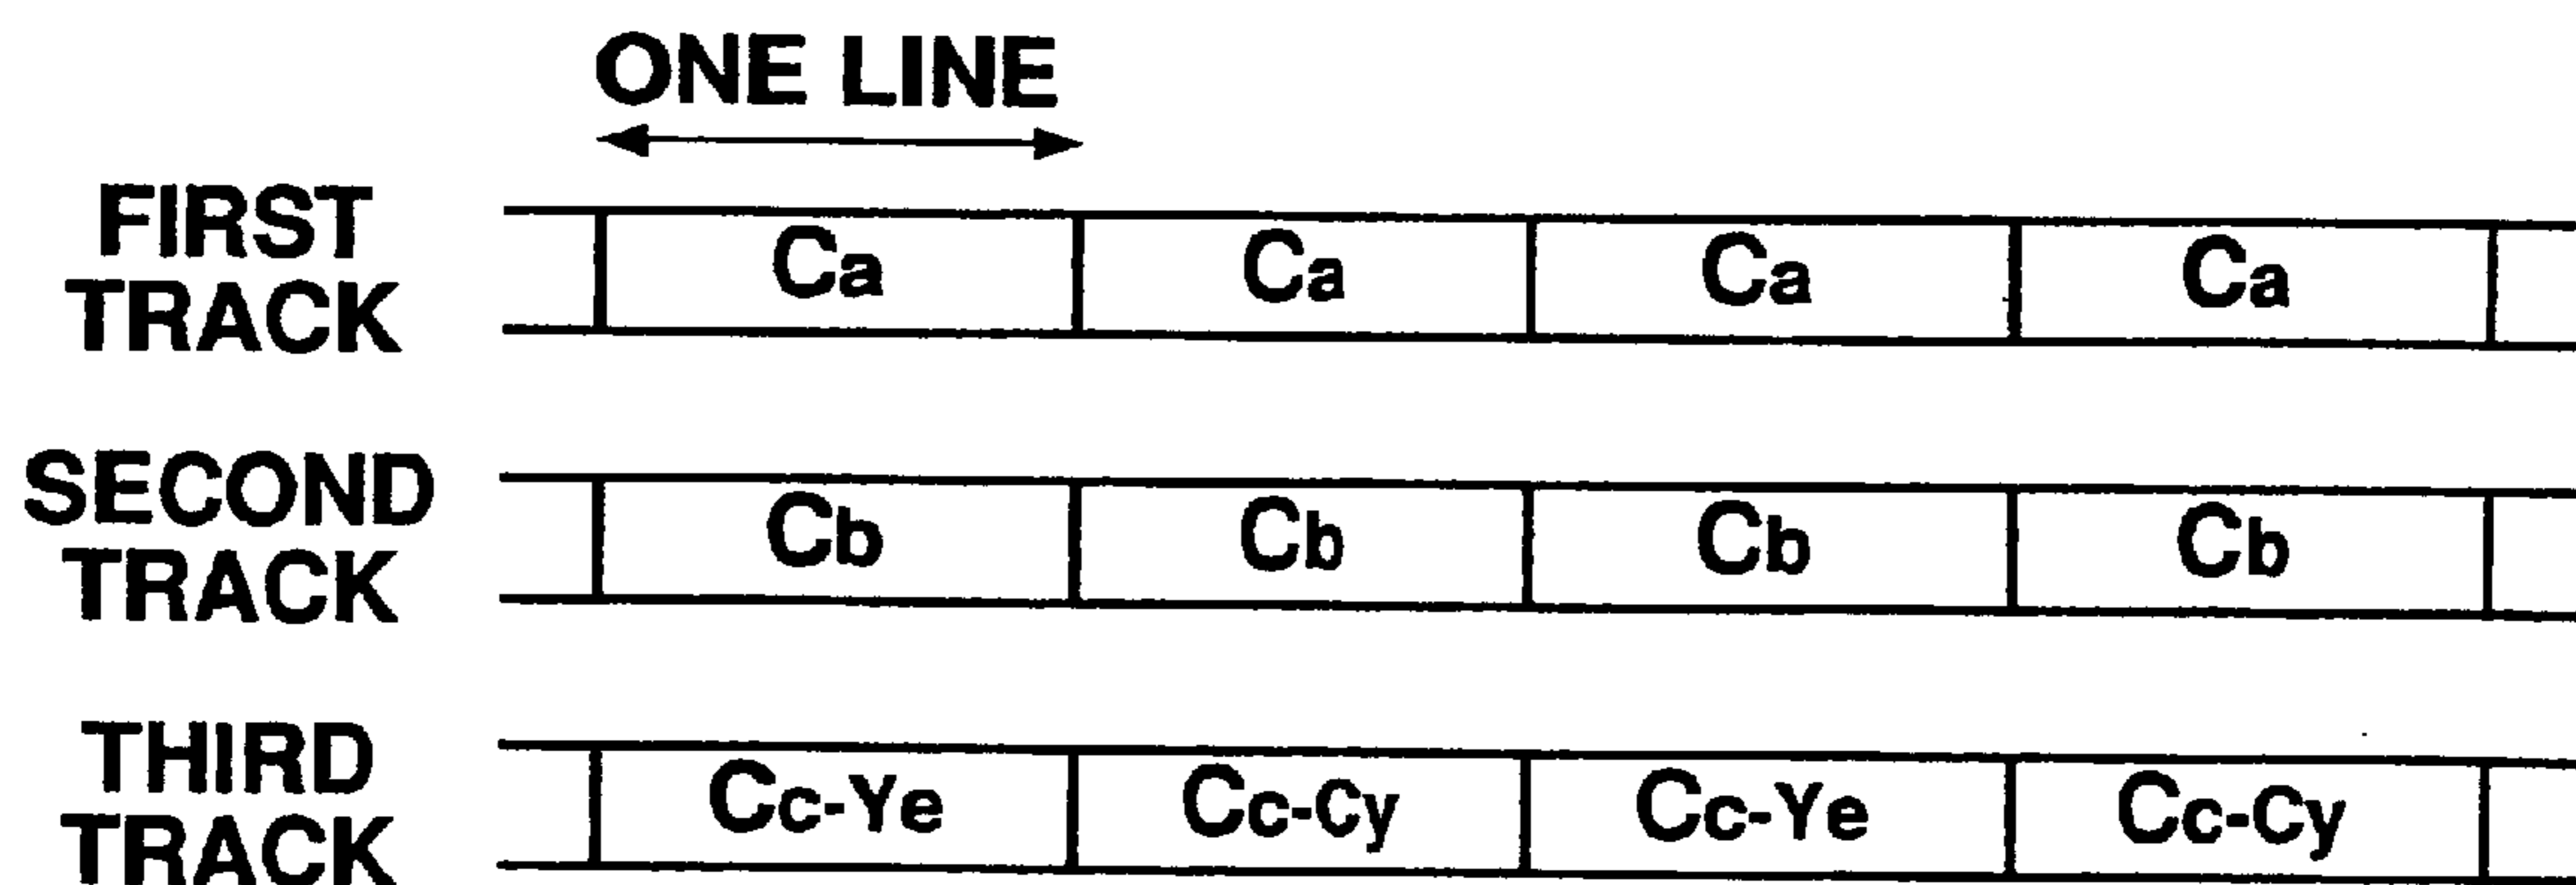 ONE LINE
FIRST
TRACK
Ca Ca Ca Ca
SECOND
TRACK
Cb Cb Cb Cb
THIRD
TRACK
Cc-Ye Cc-Cy Cc-Ye Cc-Cy